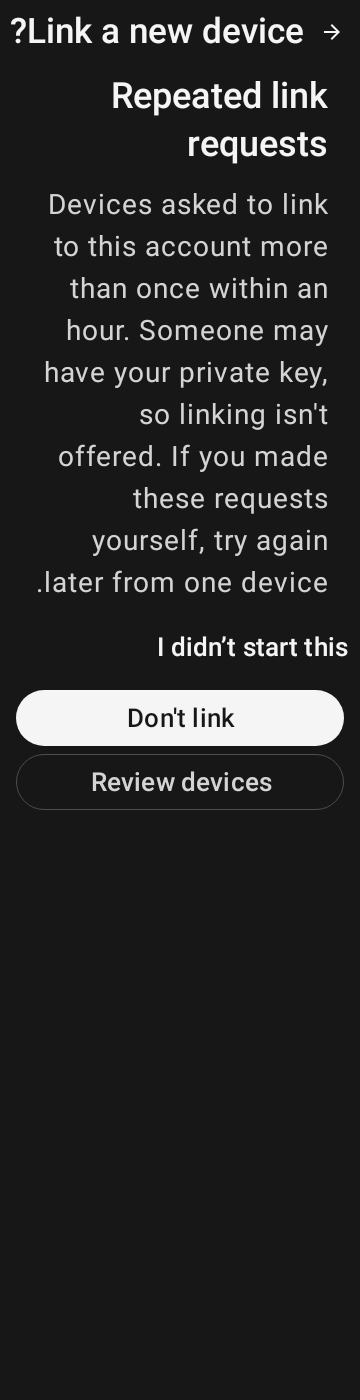 Link a new device?
Repeated link
requests
Devices asked to link
to this account more
than once within an
hour. Someone may
have your private key,
so linking isn't
offered. If you made
these requests
yourself, try again
later from one device.
I didn’t start this
Don't link
Review devices